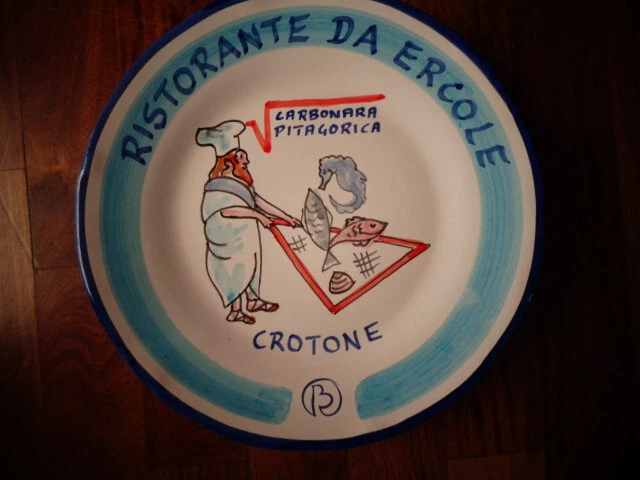 RISTORANTE DA ERCOLE
CARBONARA
PITAGORICA
CROTONE
B